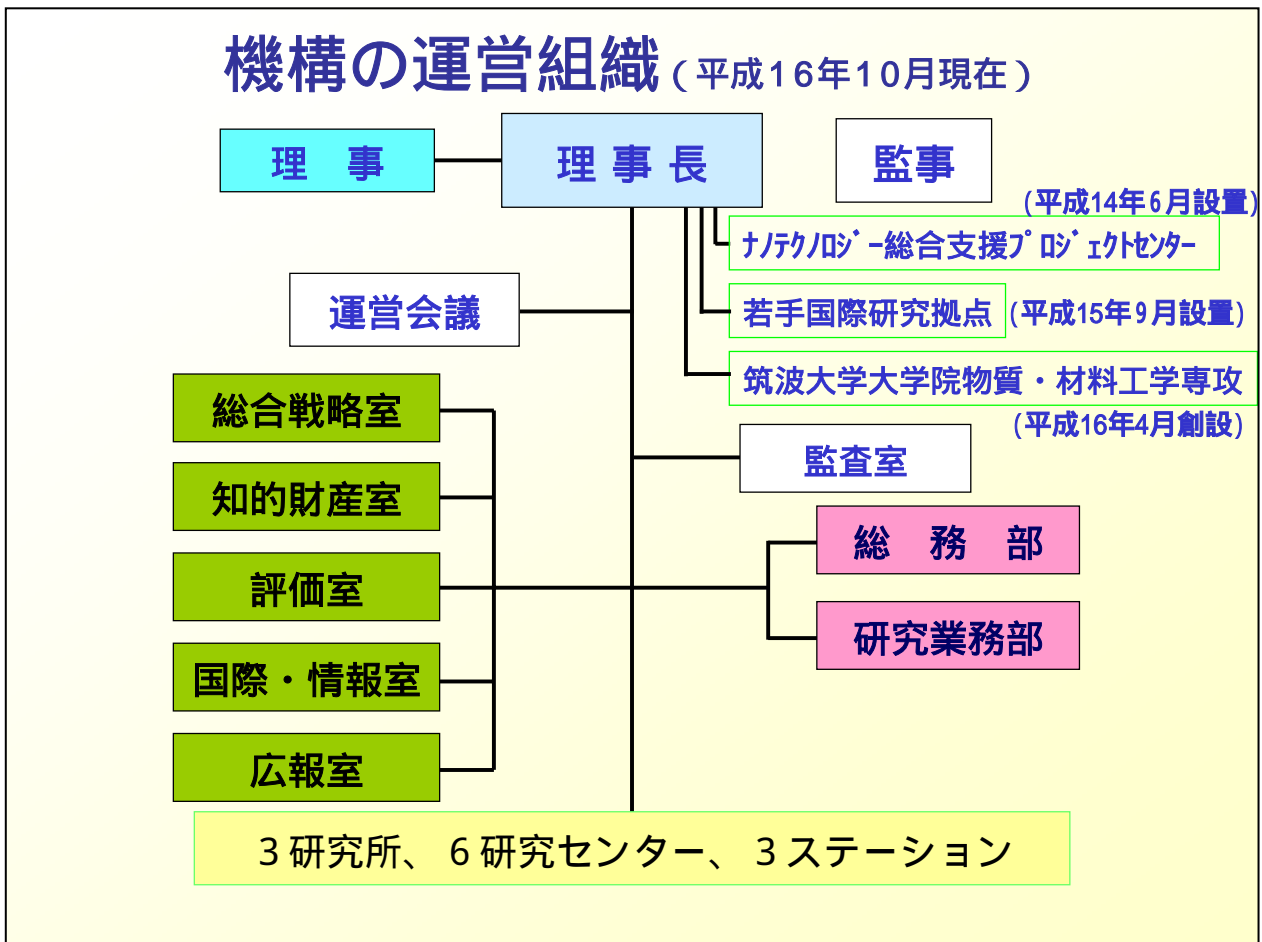 機構の運営組織(平成16年10月現在)
理　事
理 事 長
監事
(平成14年6月設置)
ﾅﾉﾃｸﾉﾛｼﾞｰ総合支援ﾌﾟﾛｼﾞｪｸﾄｾﾝﾀｰ
運営会議
若手国際研究拠点 (平成15年9月設置)
筑波大学大学院物質・材料工学専攻
(平成16年4月創設)
総合戦略室
監査室
知的財産室
総　務　部
評価室
研究業務部
国際・情報室
広報室
３研究所、６研究センター、３ステーション